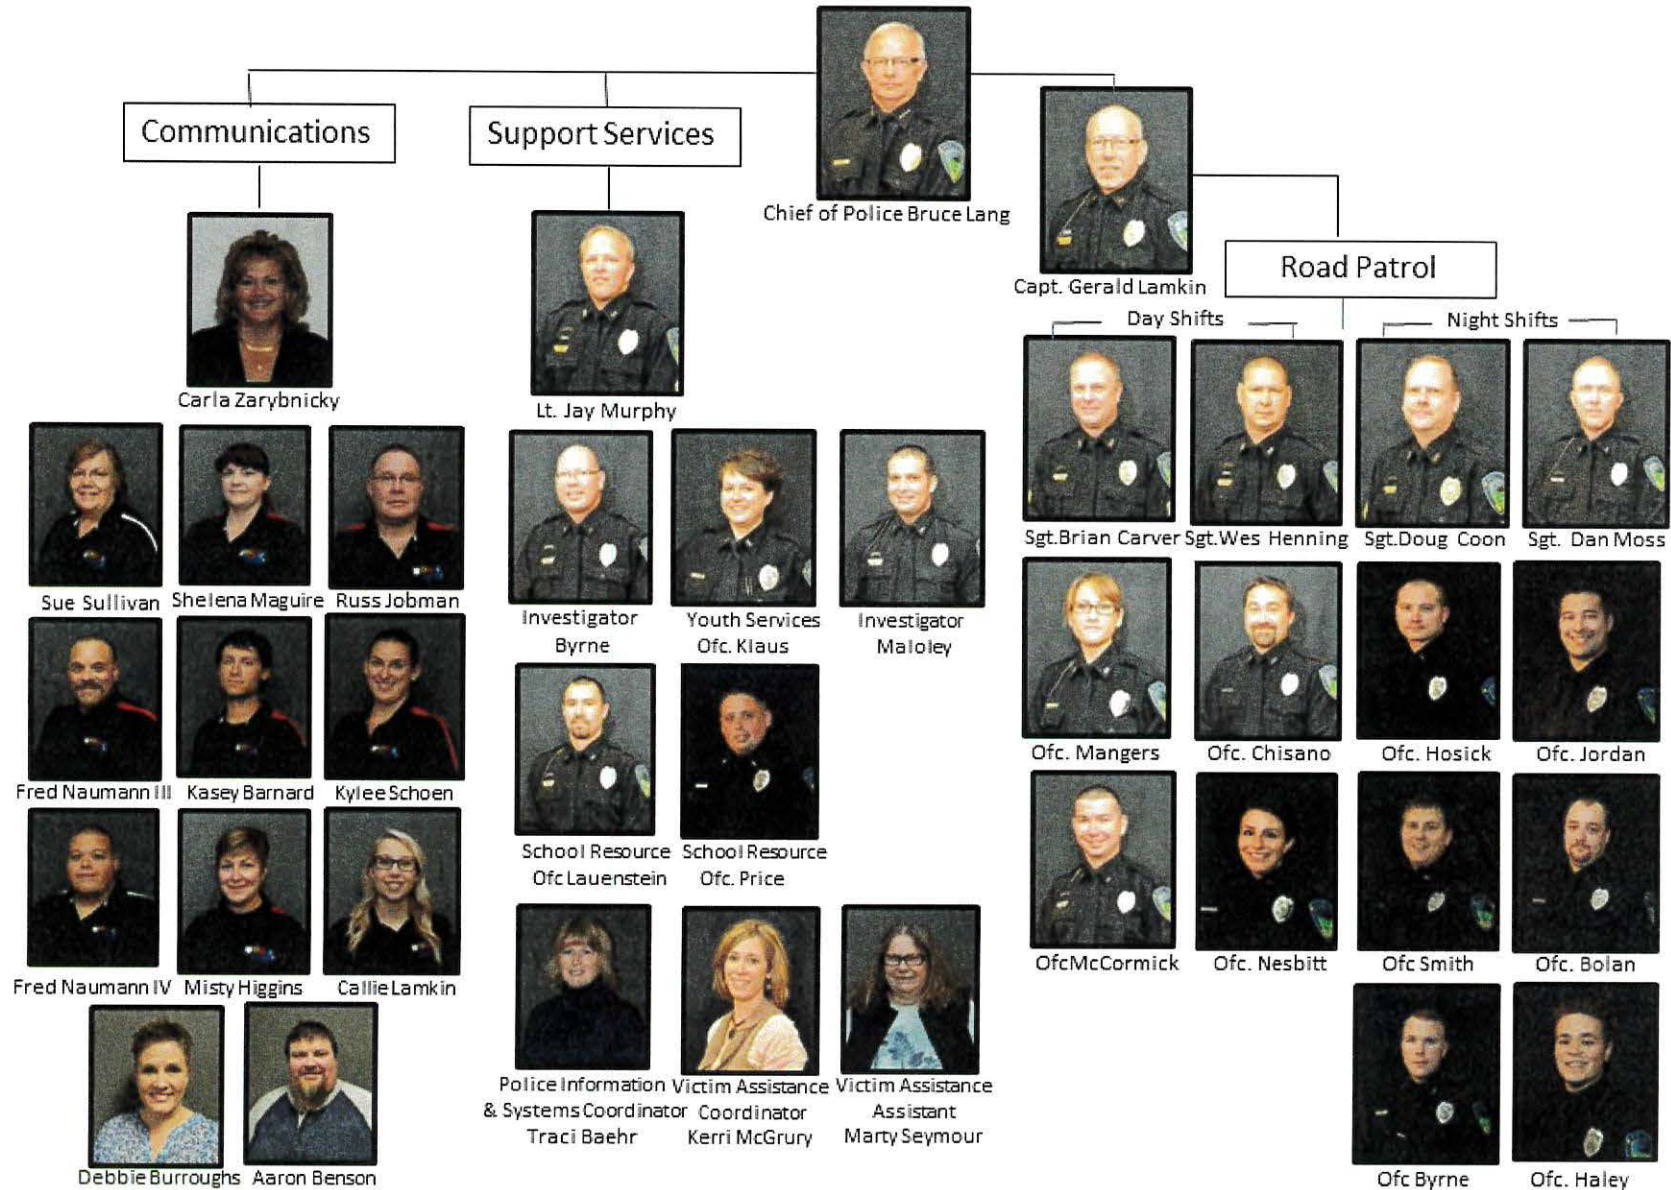 Chief of Police Bruce Lang
Communications
Support Services
Capt. Gerald Lamkin
Road Patrol
Day Shifts
Night Shifts
Carla Zarybnicky
Sue Sullivan
Shelena Maguire
Russ Jobman
Fred Naumann III
Kasey Barnard
Kylee Schoen
Fred Naumann IV
Misty Higgins
Callie Lamkin
Debbie Burroughs
Aaron Benson
Lt. Jay Murphy
Investigator
Byrne
Youth Services
Ofc. Klaus
Investigator
Maloley
School Resource
Ofc Lauenstein
School Resource
Ofc. Price
Police Information
& Systems Coordinator
Traci Baehr
Victim Assistance
Coordinator
Kerri McGrury
Victim Assistance
Assistant
Marty Seymour
Sgt.Brian Carver
Sgt.Wes Henning
Sgt.Doug Coon
Sgt. Dan Moss
Ofc. Mangers
Ofc. Chisano
Ofc. Hosick
Ofc. Jordan
OfcMcCormick
Ofc. Nesbitt
Ofc Smith
Ofc. Bolan
Ofc Byrne
Ofc. Haley